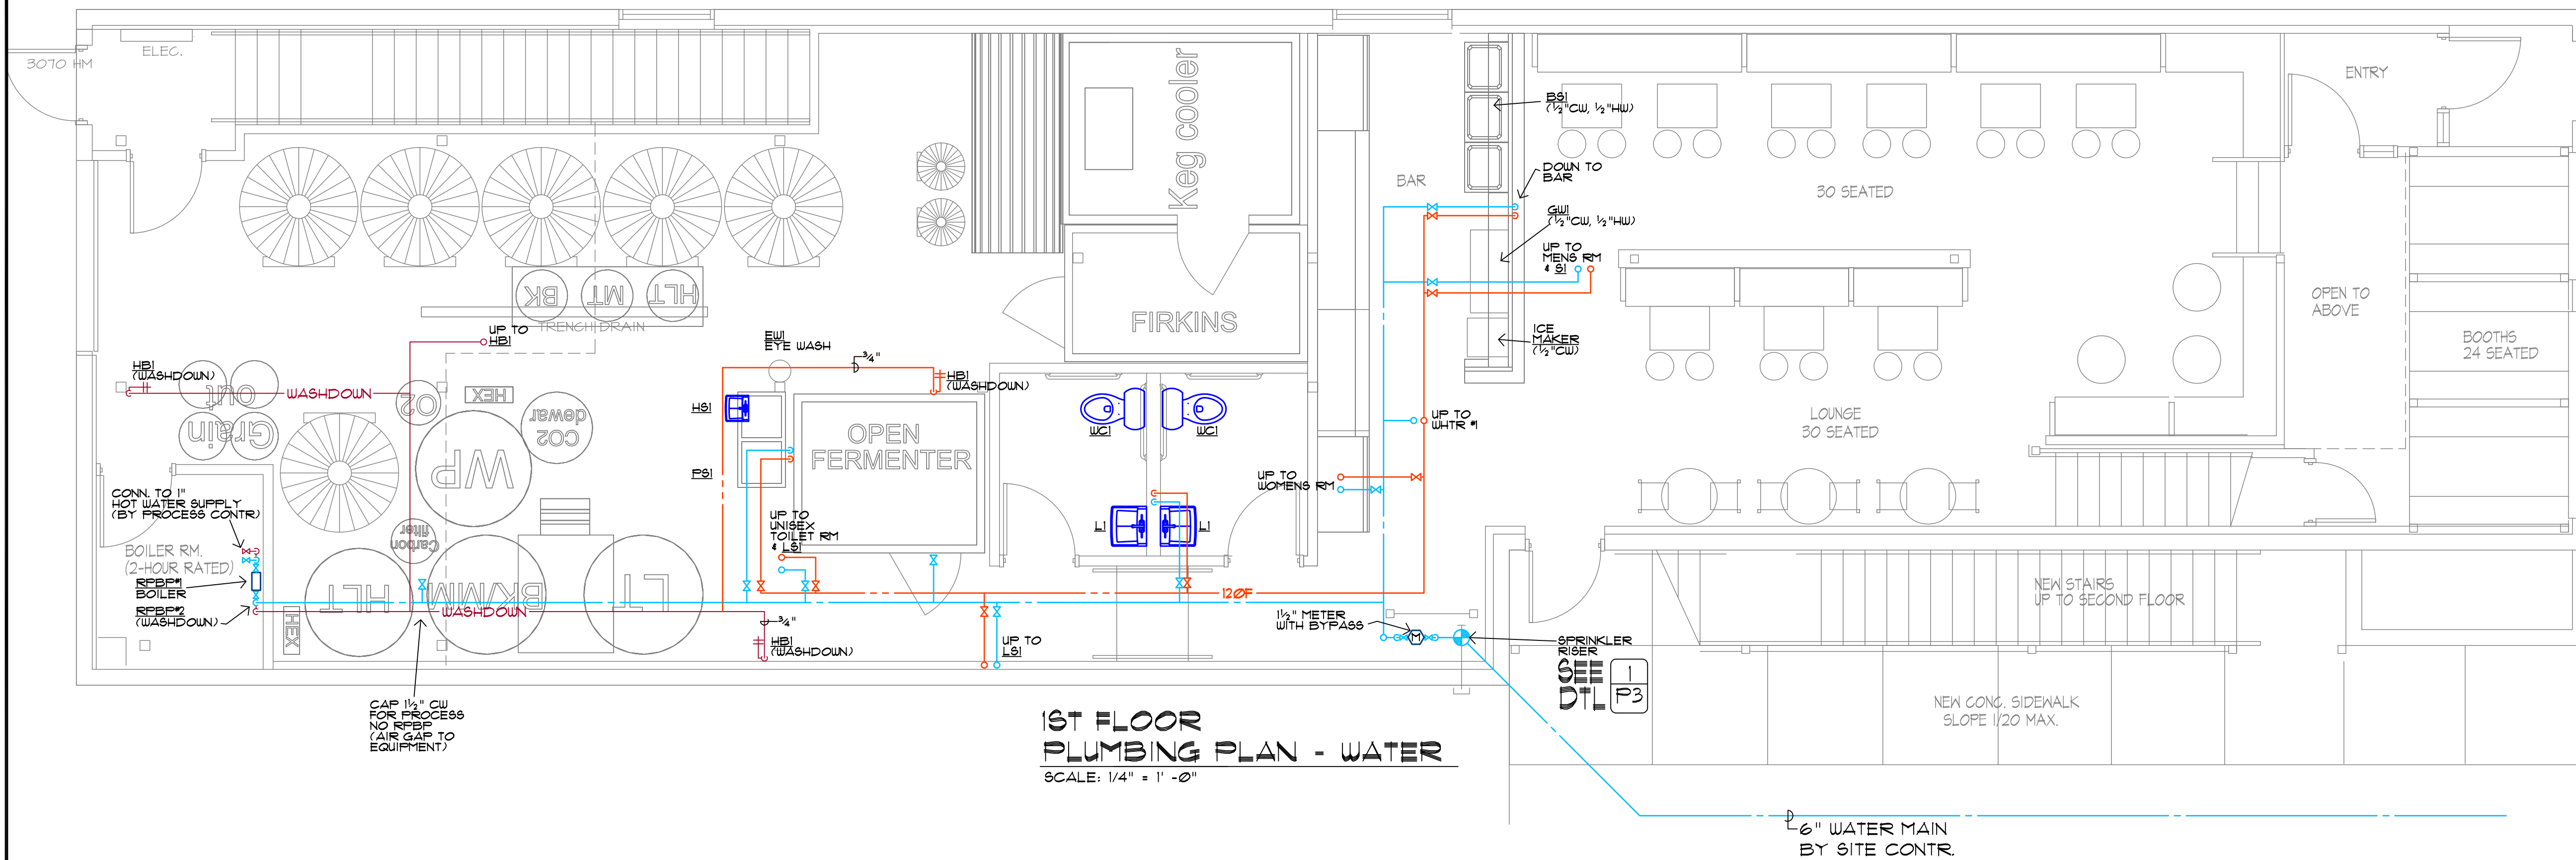 ELEC.
3070 HM
Keg cooler
FIRKINS
BAR
BS1
(1/2"CW, 1/2"HW)
DOWN TO
BAR
GW1
(1/2"CW, 1/2"HW)
UP TO
MENS RM
& S1
ICE
MAKER
(1/2"CW)
ENTRY
30 SEATED
OPEN TO
ABOVE
BOOTHS
24 SEATED
LOUNGE
30 SEATED
BK
MT
HLT
TRENCH DRAIN
UP TO
HB1
HB1
(WASHDOWN)
WASHDOWN
Grain
out
O2
HEX
CO2
dewar
WP
Carbon
filter
EW1
EYE WASH
3/4"
HB1
(WASHDOWN)
HS1
PS1
OPEN
FERMENTER
WC1
WC1
L1
L1
UP TO
WHTR #1
UP TO
WOMENS RM
UP TO
UNISEX
TOILET RM
& LS1
CONN. TO 1"
HOT WATER SUPPLY
(BY PROCESS CONTR)
BOILER RM.
(2-HOUR RATED)
RPBP#1
BOILER
RPBP#2
(WASHDOWN)
HEX
HLT
BK/MM
LT
WASHDOWN
3/4"
HB1
(WASHDOWN)
UP TO
LS1
120F
1 1/2" METER
WITH BYPASS
M
SPRINKLER
RISER
SEE
DTL
1
P3
NEW STAIRS
UP TO SECOND FLOOR
NEW CONC. SIDEWALK
SLOPE 1/20 MAX.
CAP 1 1/2" CW
FOR PROCESS
NO RPBP
(AIR GAP TO
EQUIPMENT)
1ST FLOOR
PLUMBING PLAN - WATER
SCALE: 1/4" = 1' -0"
6" WATER MAIN
BY SITE CONTR.